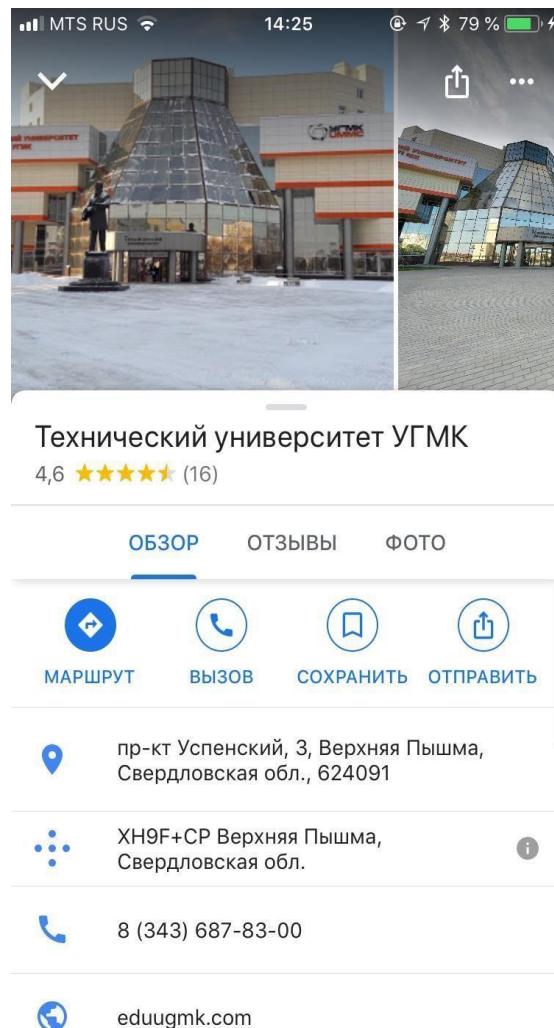 MTS RUS 14:25 79 %
УГМК
UMMC
Технический университет УГМК
4,6 (16)
ОБЗОР ОТЗЫВЫ ФОТО
МАРШРУТ ВЫЗОВ СОХРАНИТЬ ОТПРАВИТЬ
пр-кт Успенский, 3, Верхняя Пышма,
Свердловская обл., 624091
XH9F+CP Верхняя Пышма,
Свердловская обл.
8 (343) 687-83-00
eduugmk.com